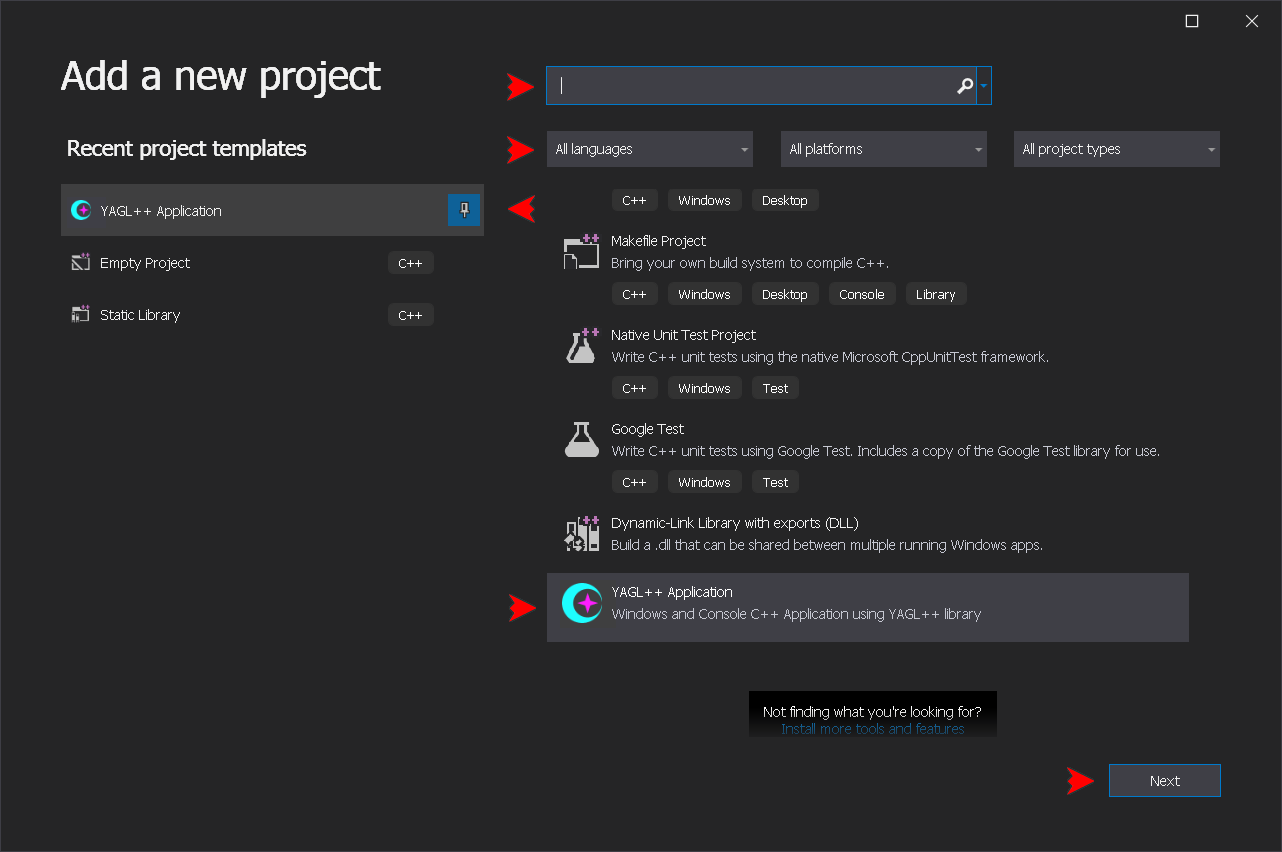 Add a new project
Recent project templates
YAGL++ Application
Empty Project C++
Static Library C++
All languages All platforms All project types
C++ Windows Desktop
Makefile Project
Bring your own build system to compile C++.
C++ Windows Desktop Console Library
Native Unit Test Project
Write C++ unit tests using the native Microsoft CppUnitTest framework.
C++ Windows Test
Google Test
Write C++ unit tests using Google Test. Includes a copy of the Google Test library for use.
C++ Windows Test
Dynamic-Link Library with exports (DLL)
Build a .dll that can be shared between multiple running Windows apps.
YAGL++ Application
Windows and Console C++ Application using YAGL++ library
Not finding what you're looking for?
Install more tools and features
Next